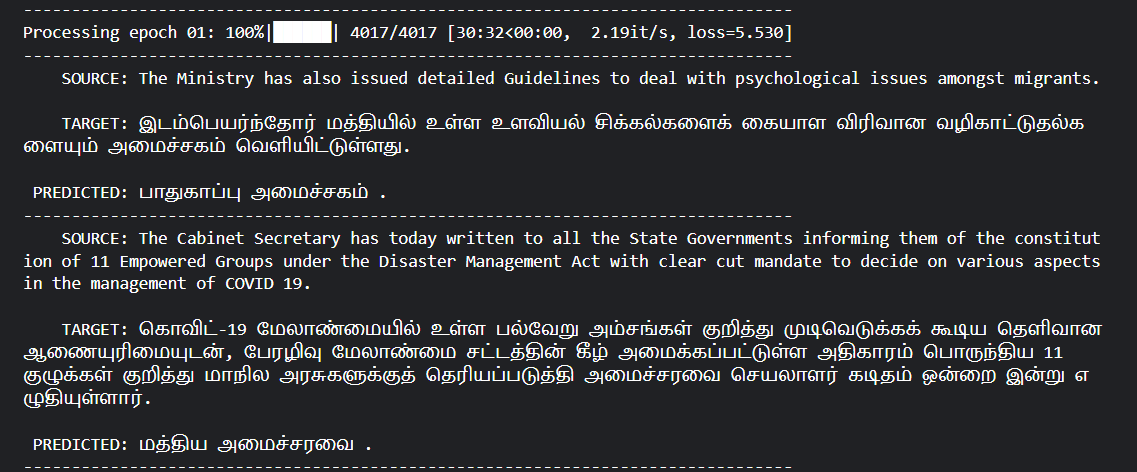 --------------------------------------------------------------------------------
Processing epoch 01: 100%|██████| 4017/4017 [30:32<00:00,  2.19it/s, loss=5.530]
--------------------------------------------------------------------------------
    SOURCE: The Ministry has also issued detailed Guidelines to deal with psychological issues amongst migrants.
    TARGET: இடம்பெயர்ந்தோர் மத்தியில் உள்ள உளவியல் சிக்கல்களைக் கையாள விரிவான வழிகாட்டுதல்க
ளையும் அமைச்சகம் வெளியிட்டுள்ளது.
 PREDICTED: பாதுகாப்பு அமைச்சகம் .
--------------------------------------------------------------------------------
    SOURCE: The Cabinet Secretary has today written to all the State Governments informing them of the constitut
ion of 11 Empowered Groups under the Disaster Management Act with clear cut mandate to decide on various aspects
in the management of COVID 19.
    TARGET: கொவிட்-19 மேலாண்மையில் உள்ள பல்வேறு அம்சங்கள் குறித்து முடிவெடுக்கக் கூடிய தெளிவான
ஆணையுரிமையுடன், பேரழிவு மேலாண்மை சட்டத்தின் கீழ் அமைக்கப்பட்டுள்ள அதிகாரம் பொருந்திய 11
குழுக்கள் குறித்து மாநில அரசுகளுக்குத் தெரியப்படுத்தி அமைச்சரவை செயலாளர் கடிதம் ஒன்றை இன்று எ
ழுதியுள்ளார்.
 PREDICTED: மத்திய அமைச்சரவை .
--------------------------------------------------------------------------------